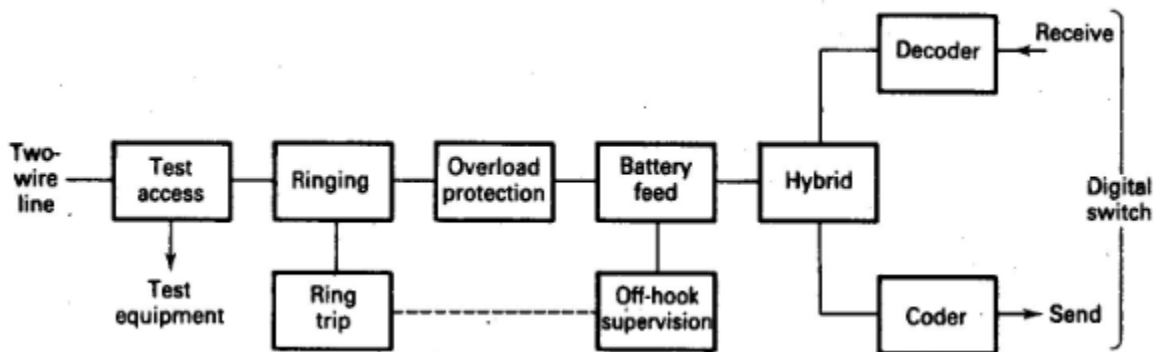 Two-
wire
line
Test
access
Test
equipment
Ringing
Ring
trip
Overload
protection
Battery
feed
Off-hook
supervision
Hybrid
Decoder
Receive
Coder
Send
Digital
switch